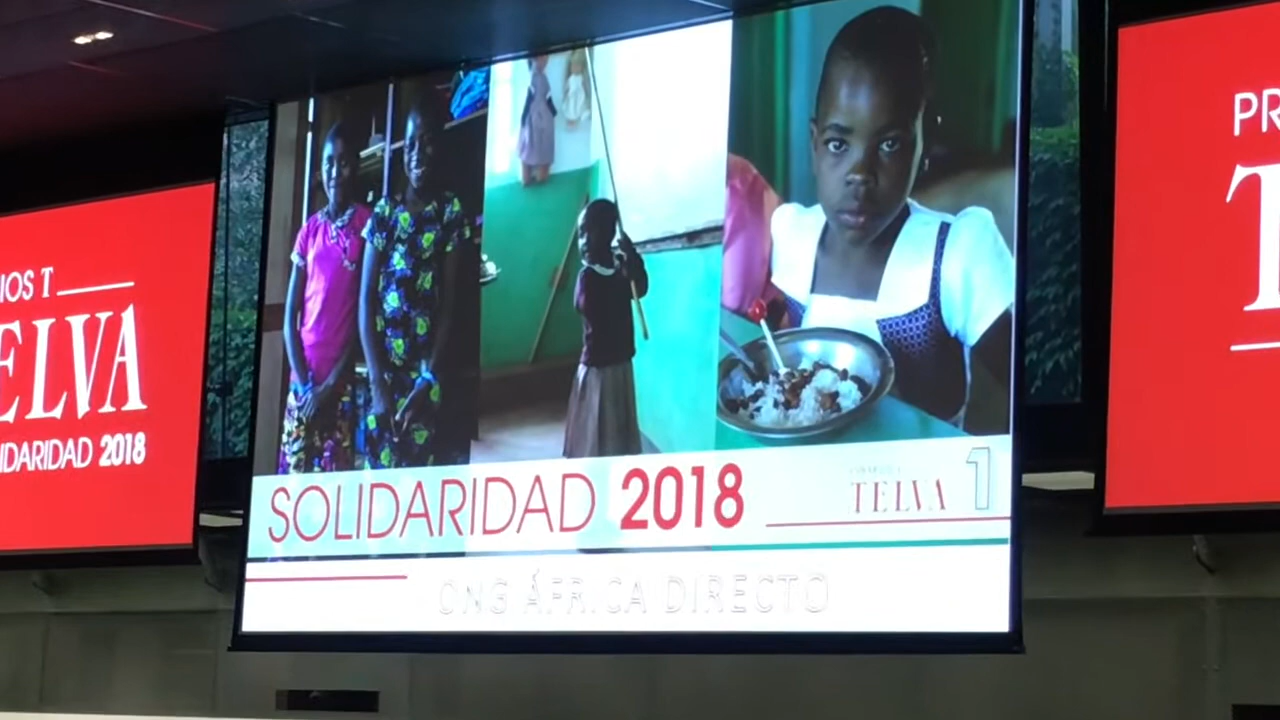 IOS T
ELVA
IDARIDAD 2018
SOLIDARIDAD 2018
TELVA 1
ONG ÁFRICA DIRECTO
PR
T